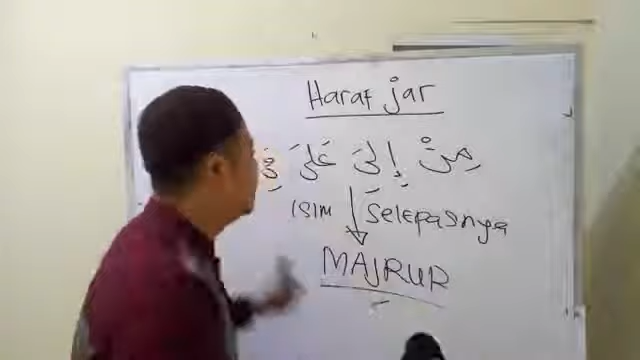 Haraf jar
مِنْ إِلَى عَلَى فِيْ
isim Selepasnya
MAJRUR